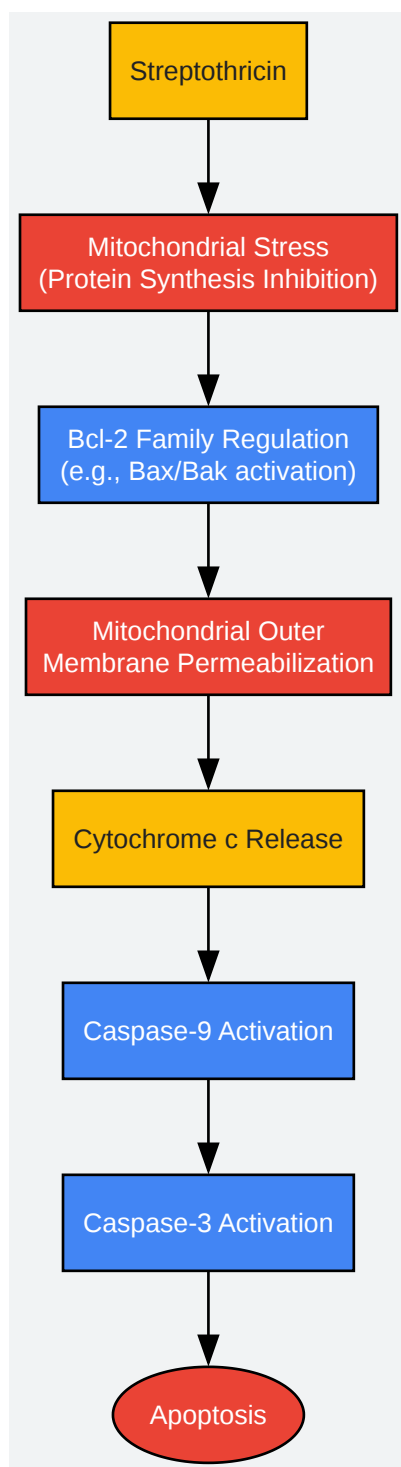 Streptothricin
Mitochondrial Stress
(Protein Synthesis Inhibition)
Bcl-2 Family Regulation
(e.g., Bax/Bak activation)
Mitochondrial Outer
Membrane Permeabilization
Cytochrome c Release
Caspase-9 Activation
Caspase-3 Activation
Apoptosis